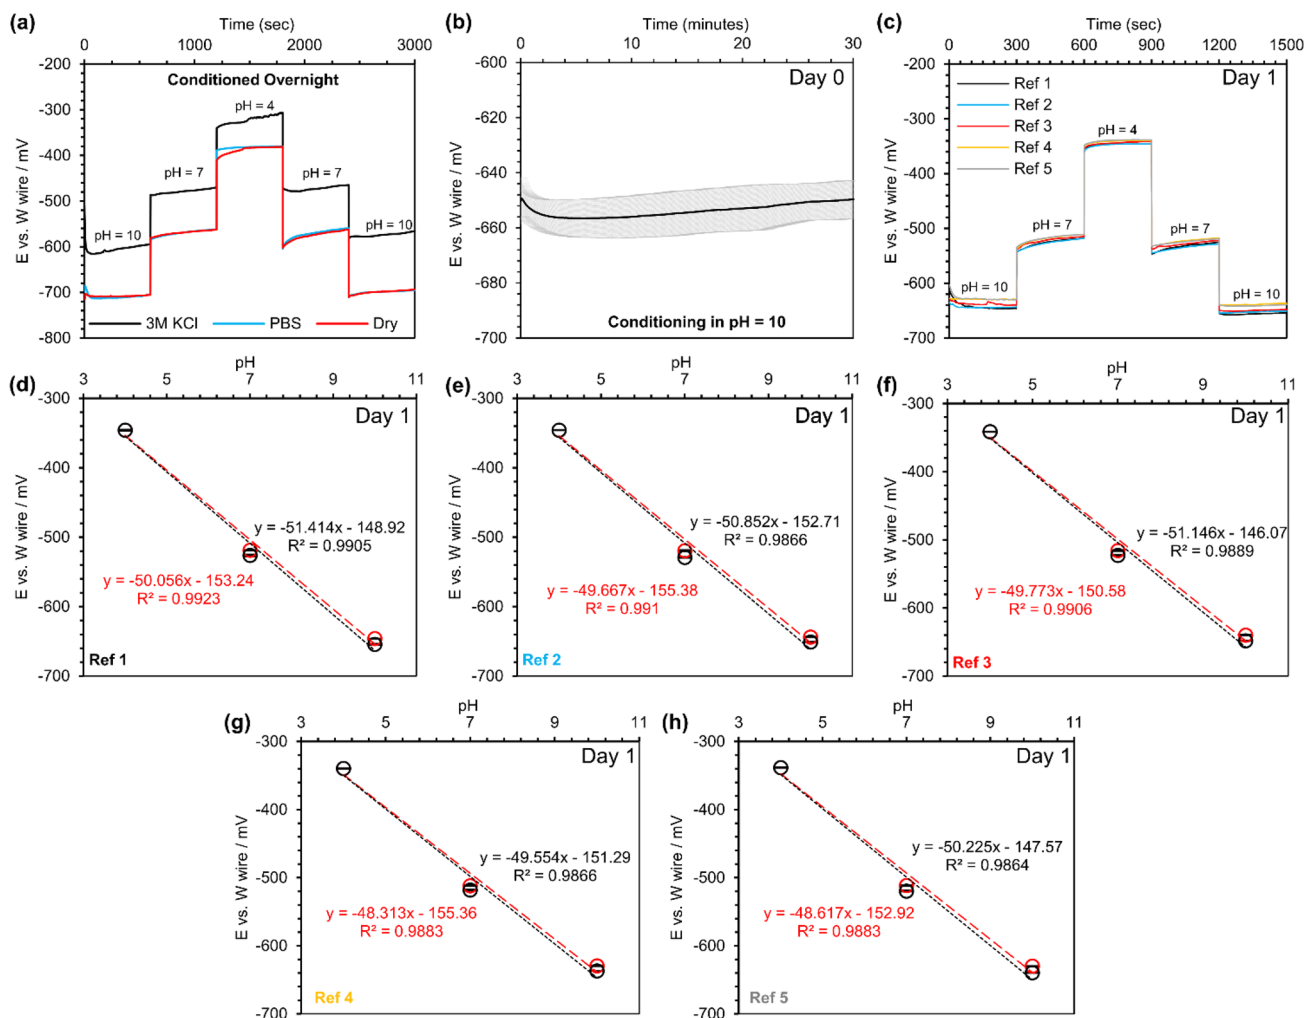 (a)
Time (sec)
0 1000 2000 3000
-200
-300
-400
-500
-600
-700
-800
E vs. W wire / mV
Conditioned Overnight
pH = 4
pH = 7
pH = 7
pH = 10
pH = 10
3M KCl PBS Dry
(b)
Time (minutes)
0 10 20 30
-600
-620
-640
-660
-680
-700
E vs. W wire / mV
Day 0
Conditioning in pH = 10
(c)
Time (sec)
0 300 600 900 1200 1500
-200
-300
-400
-500
-600
-700
E vs. W wire / mV
Ref 1
Ref 2
Ref 3
Ref 4
Ref 5
Day 1
pH = 4
pH = 7
pH = 7
pH = 10
pH = 10
(d)
pH
3 5 7 9 11
-300
-400
-500
-600
-700
E vs. W wire / mV
Day 1
y = -51.414x - 148.92
R² = 0.9905
y = -50.056x - 153.24
R² = 0.9923
Ref 1
(e)
pH
3 5 7 9 11
-300
-400
-500
-600
-700
E vs. W wire / mV
Day 1
y = -50.852x - 152.71
R² = 0.9866
y = -49.667x - 155.38
R² = 0.991
Ref 2
(f)
pH
3 5 7 9 11
-300
-400
-500
-600
-700
E vs. W wire / mV
Day 1
y = -51.146x - 146.07
R² = 0.9889
y = -49.773x - 150.58
R² = 0.9906
Ref 3
(g)
pH
3 5 7 9 11
-300
-400
-500
-600
-700
E vs. W wire / mV
Day 1
y = -49.554x - 151.29
R² = 0.9866
y = -48.313x - 155.36
R² = 0.9883
Ref 4
(h)
pH
3 5 7 9 11
-300
-400
-500
-600
-700
E vs. W wire / mV
Day 1
y = -50.225x - 147.57
R² = 0.9864
y = -48.617x - 152.92
R² = 0.9883
Ref 5